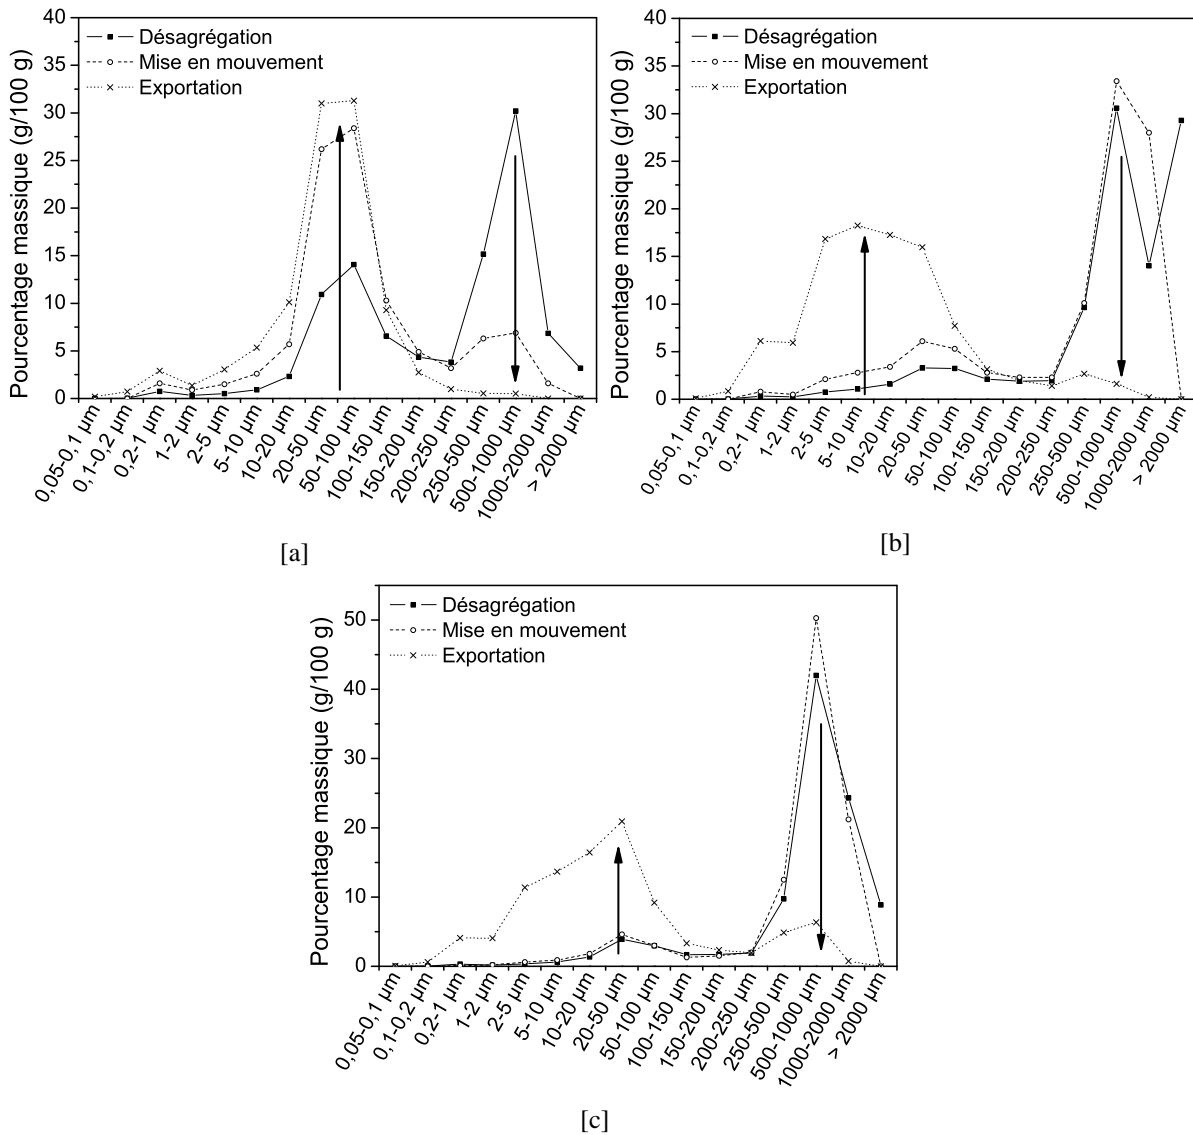 Pourcentage massique (g/100 g)
40
35
30
25
20
15
10
5
0
Désagrégation
Mise en mouvement
Exportation
0,05-0,1 µm
0,1-0,2 µm
0,2-1 µm
1-2 µm
2-5 µm
5-10 µm
10-20 µm
20-50 µm
50-100 µm
100-150 µm
150-200 µm
200-250 µm
250-500 µm
500-1000 µm
1000-2000 µm
> 2000 µm
[a]
Pourcentage massique (g/100 g)
40
35
30
25
20
15
10
5
0
Désagrégation
Mise en mouvement
Exportation
0,05-0,1 µm
0,1-0,2 µm
0,2-1 µm
1-2 µm
2-5 µm
5-10 µm
10-20 µm
20-50 µm
50-100 µm
100-150 µm
150-200 µm
200-250 µm
250-500 µm
500-1000 µm
1000-2000 µm
> 2000 µm
[b]
Pourcentage massique (g/100 g)
50
40
30
20
10
0
Désagrégation
Mise en mouvement
Exportation
0,05-0,1 µm
0,1-0,2 µm
0,2-1 µm
1-2 µm
2-5 µm
5-10 µm
10-20 µm
20-50 µm
50-100 µm
100-150 µm
150-200 µm
200-250 µm
250-500 µm
500-1000 µm
1000-2000 µm
> 2000 µm
[c]